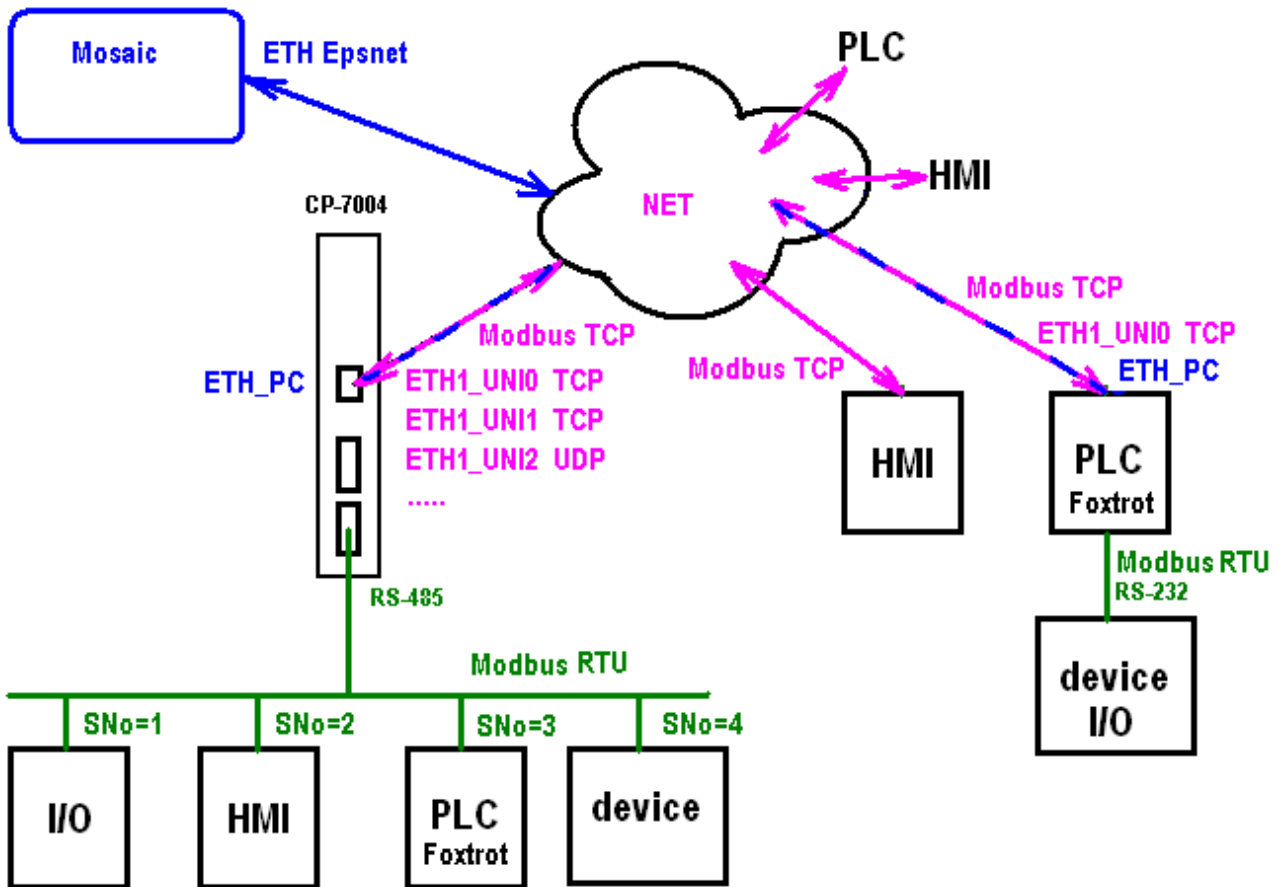 Mosaic
ETH Epsnet
PLC
HMI
CP-7004
NET
Modbus TCP
ETH_PC
ETH1_UNI0 TCP
ETH1_UNI1 TCP
ETH1_UNI2 UDP
.....
Modbus TCP
Modbus TCP
ETH1_UNI0 TCP
ETH_PC
HMI
PLC
Foxtrot
Modbus RTU
RS-232
device
I/O
RS-485
Modbus RTU
SNo=1
SNo=2
SNo=3
SNo=4
I/O
HMI
PLC
Foxtrot
device